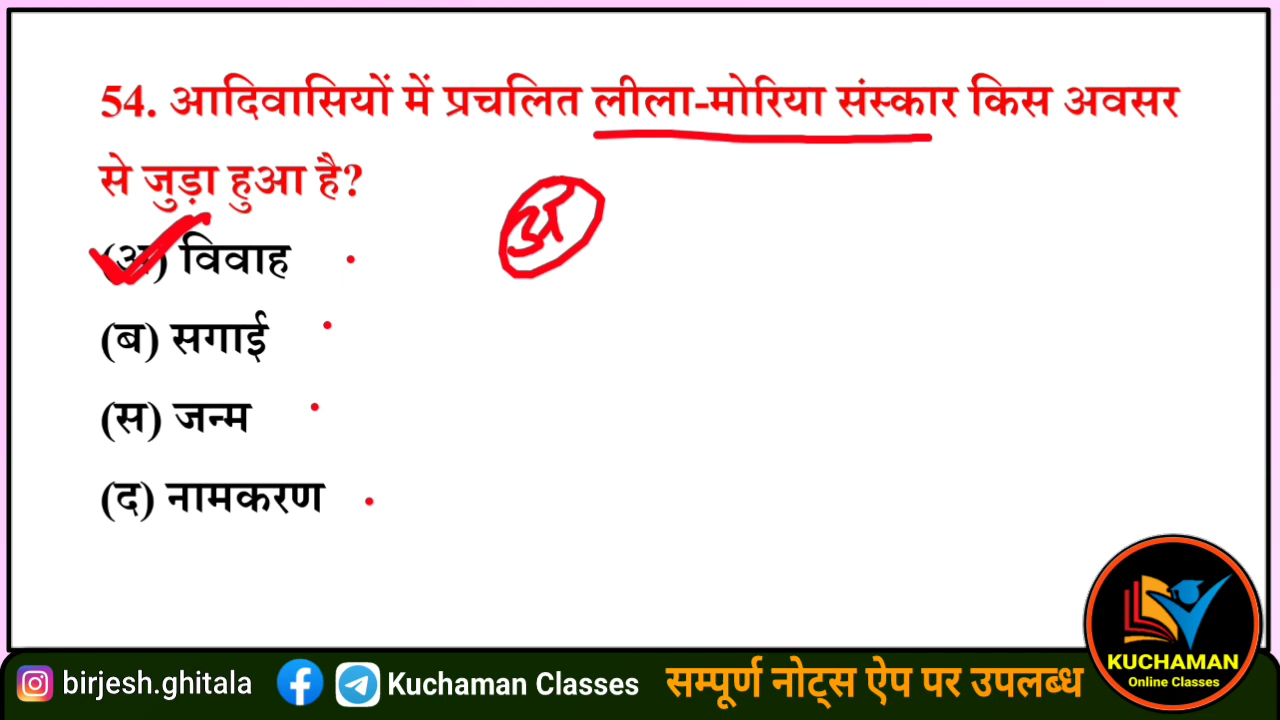 54. आदिवासियों में प्रचलित लीला-मोरिया संस्कार किस अवसर
से जुड़ा हुआ है?
अ
(अ) विवाह
(ब) सगाई
(स) जन्म
(द) नामकरण
KUCHAMAN
Online Classes
birjesh.ghitala
Kuchaman Classes
सम्पूर्ण नोट्स ऐप पर उपलब्ध